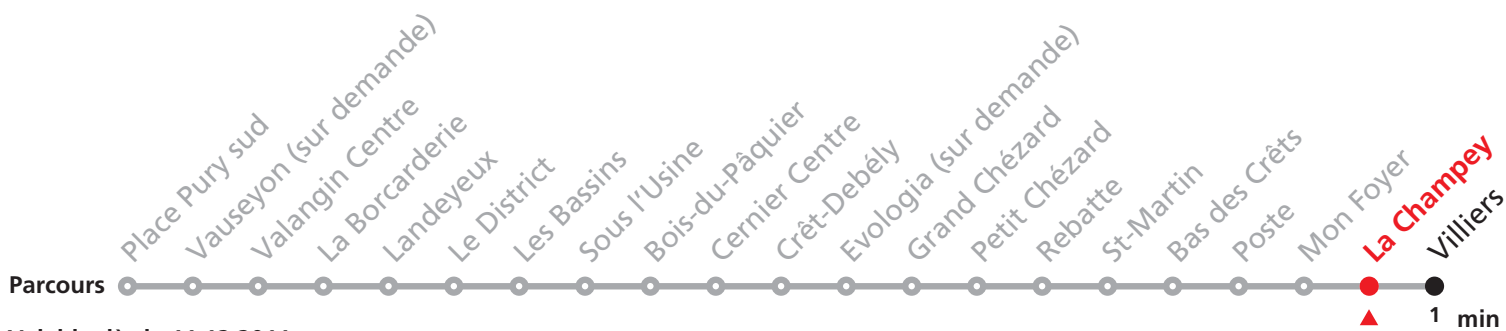 Place Pury sud
Vauseyon (sur demande)
Valangin Centre
La Borcarderie
Landeyeux
Le District
Les Bassins
Sous l'Usine
Bois-du-Pâquier
Cernier Centre
Crêt-Debély
Evologia (sur demande)
Grand Chézard
Petit Chézard
Rebatte
St-Martin
Bas des Crêts
Poste
Mon Foyer
La Champey
Villiers
Parcours
1 min